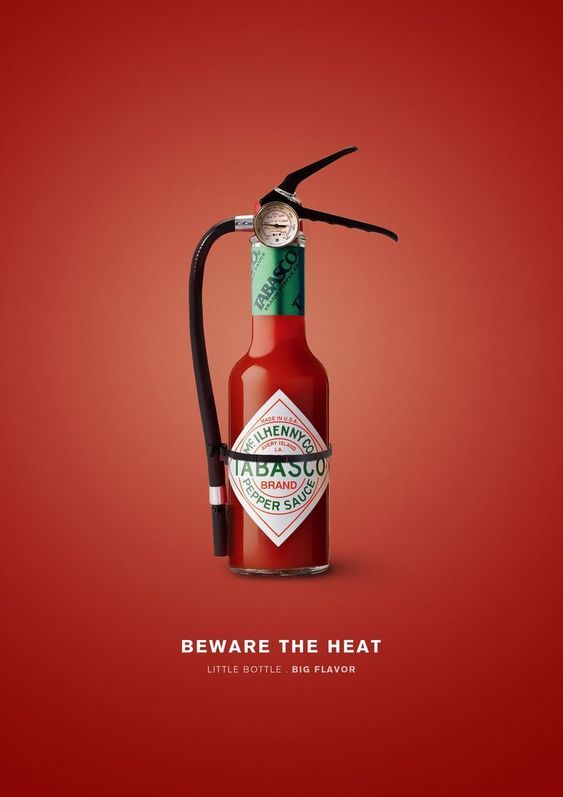 TABASCO®
MADE IN U.S.A.
McILHENNY CO.
AVERY ISLAND
LA.
TABASCO
BRAND
PEPPER SAUCE
BEWARE THE HEAT
LITTLE BOTTLE . BIG FLAVOR